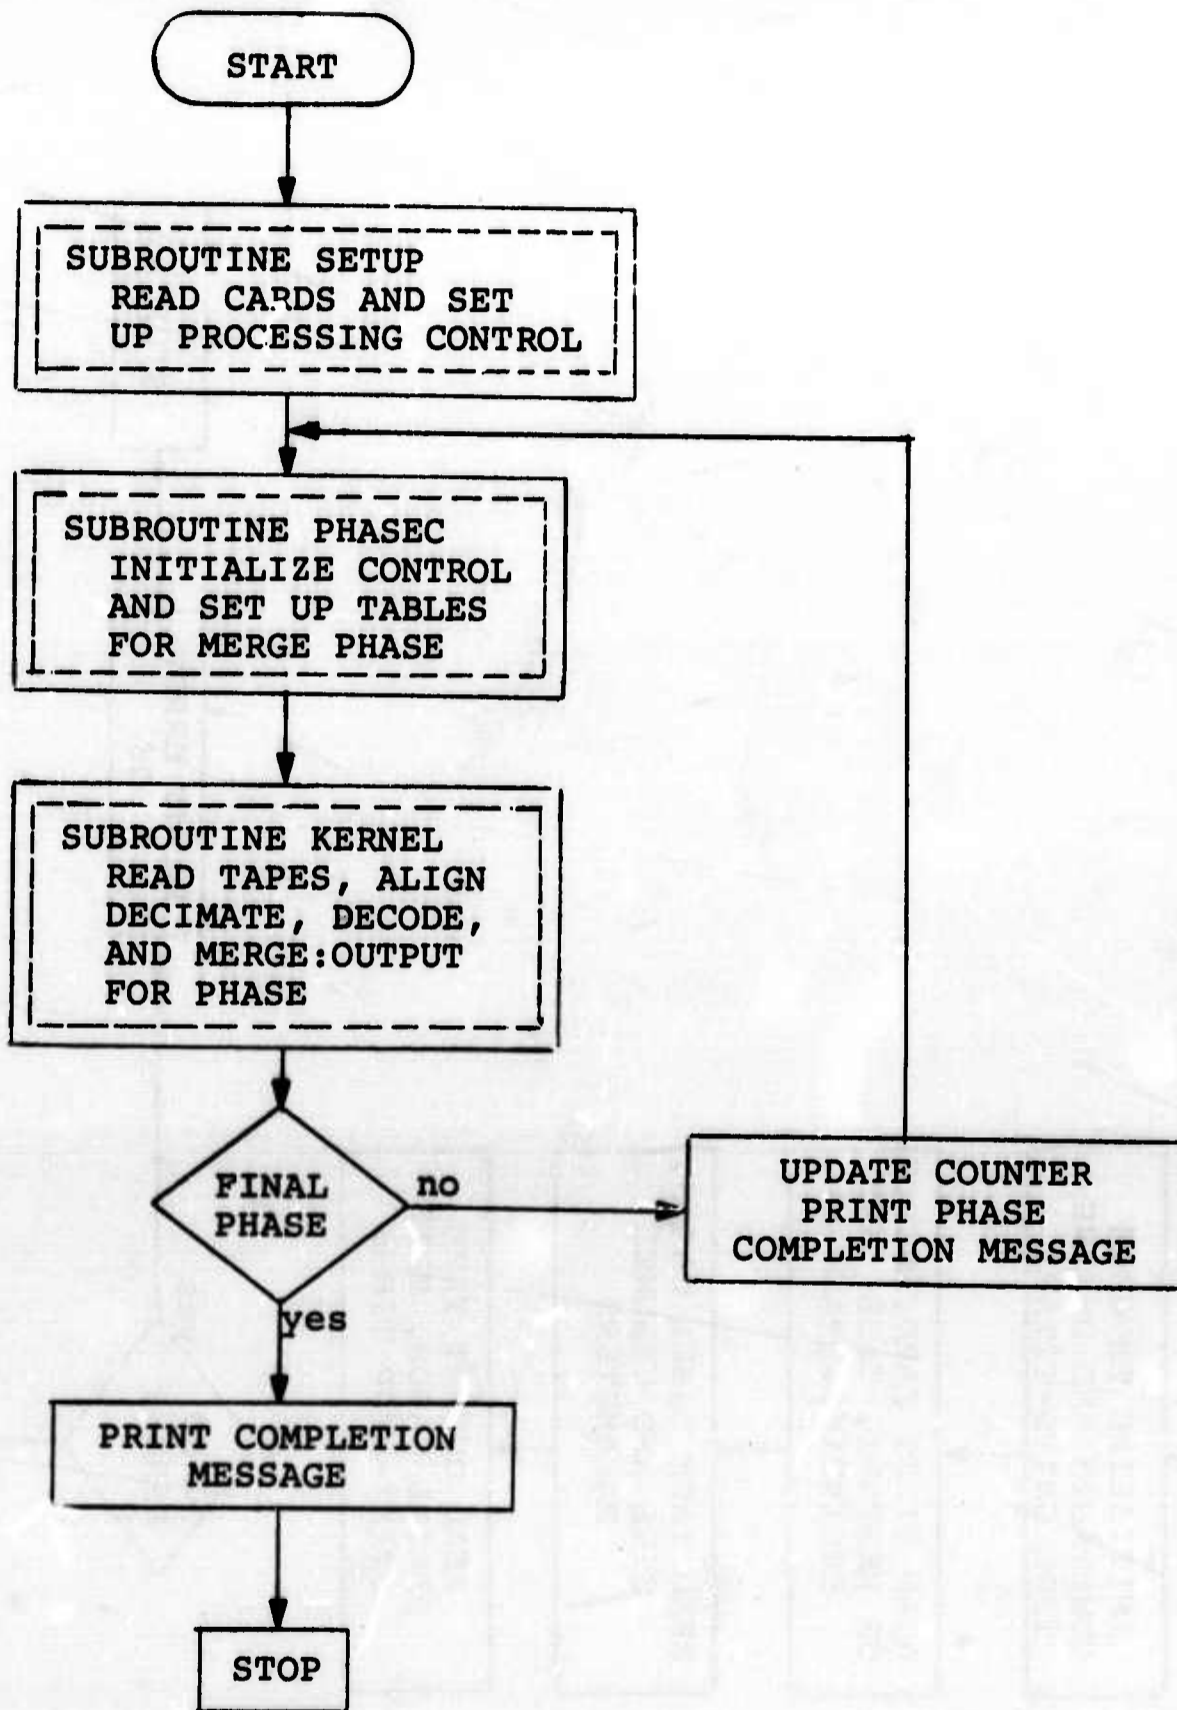 START
SUBROUTINE SETUP
READ CARDS AND SET
UP PROCESSING CONTROL
SUBROUTINE PHASEC
INITIALIZE CONTROL
AND SET UP TABLES
FOR MERGE PHASE
SUBROUTINE KERNEL
READ TAPES, ALIGN
DECIMATE, DECODE,
AND MERGE:OUTPUT
FOR PHASE
FINAL
PHASE
no
UPDATE COUNTER
PRINT PHASE
COMPLETION MESSAGE
yes
PRINT COMPLETION
MESSAGE
STOP